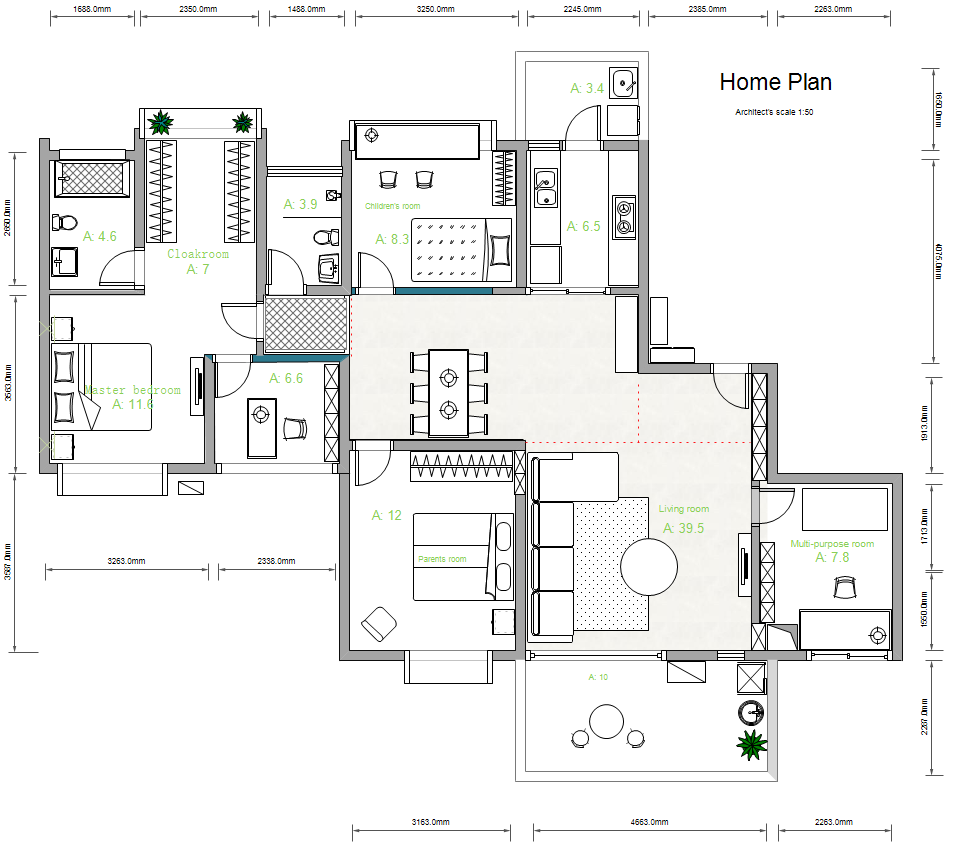 1688.0mm 2350.0mm 1488.0mm 3250.0mm 2245.0mm 2385.0mm 2263.0mm
Home Plan
Architect's scale 1:50
A: 3.4
1650.0mm
A: 3.9
Children's room
A: 8.3
A: 6.5
2650.0mm
A: 4.6
Cloakroom
A: 7
4075.0mm
Master bedroom
A: 11.6
A: 6.6
3563.0mm
1913.0mm
A: 12
Living room
A: 39.5
Parents room
Multi-purpose room
A: 7.8
1713.0mm
3263.0mm 2338.0mm
3587.0mm
1550.0mm
A: 10
2287.0mm
3163.0mm 4663.0mm 2263.0mm